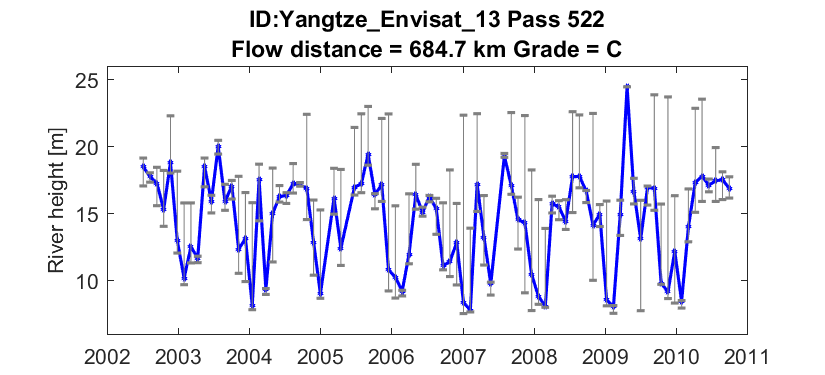 ID:Yangtze_Envisat_13 Pass 522
Flow distance = 684.7 km Grade = C
River height [m]
25
20
15
10
2002 2003 2004 2005 2006 2007 2008 2009 2010 2011